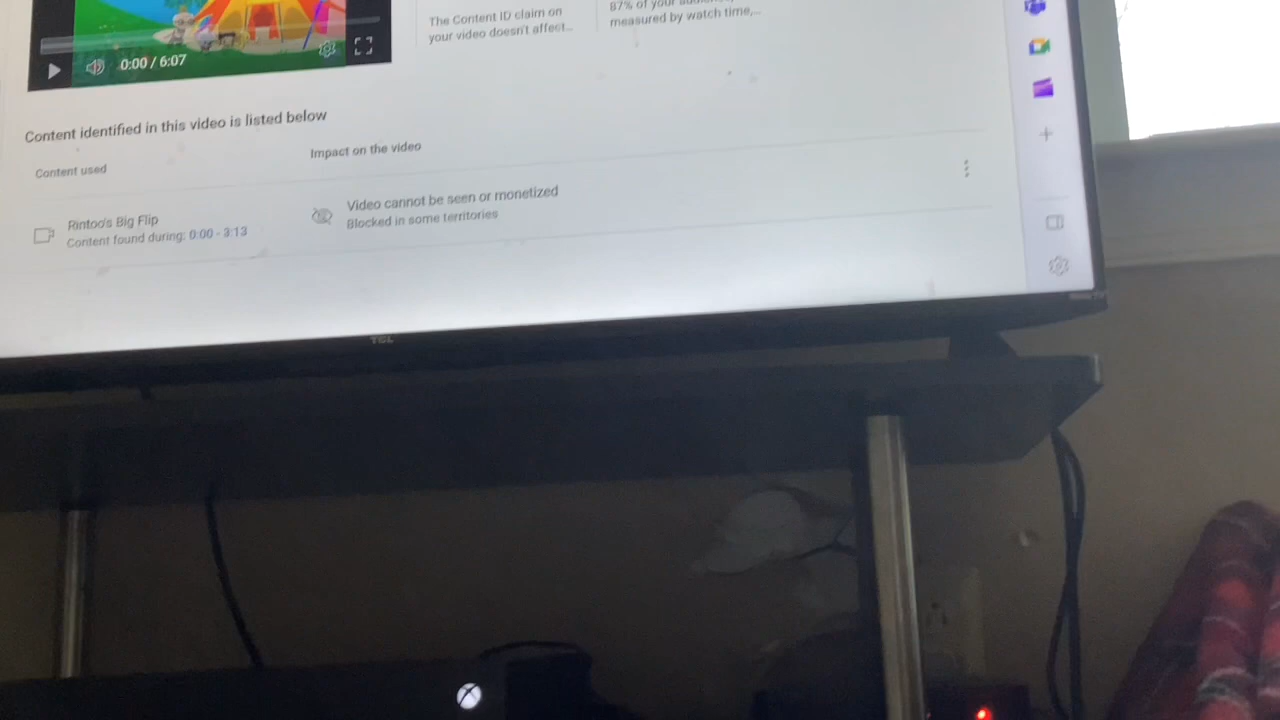 The Content ID claim on
your video doesn't affect...
87% of your
measured by watch time,...
0:00 / 6:07
Content identified in this video is listed below
Content used
Impact on the video
Rintoo's Big Flip
Content found during: 0:00 - 3:13
Video cannot be seen or monetized
Blocked in some territories
TCL